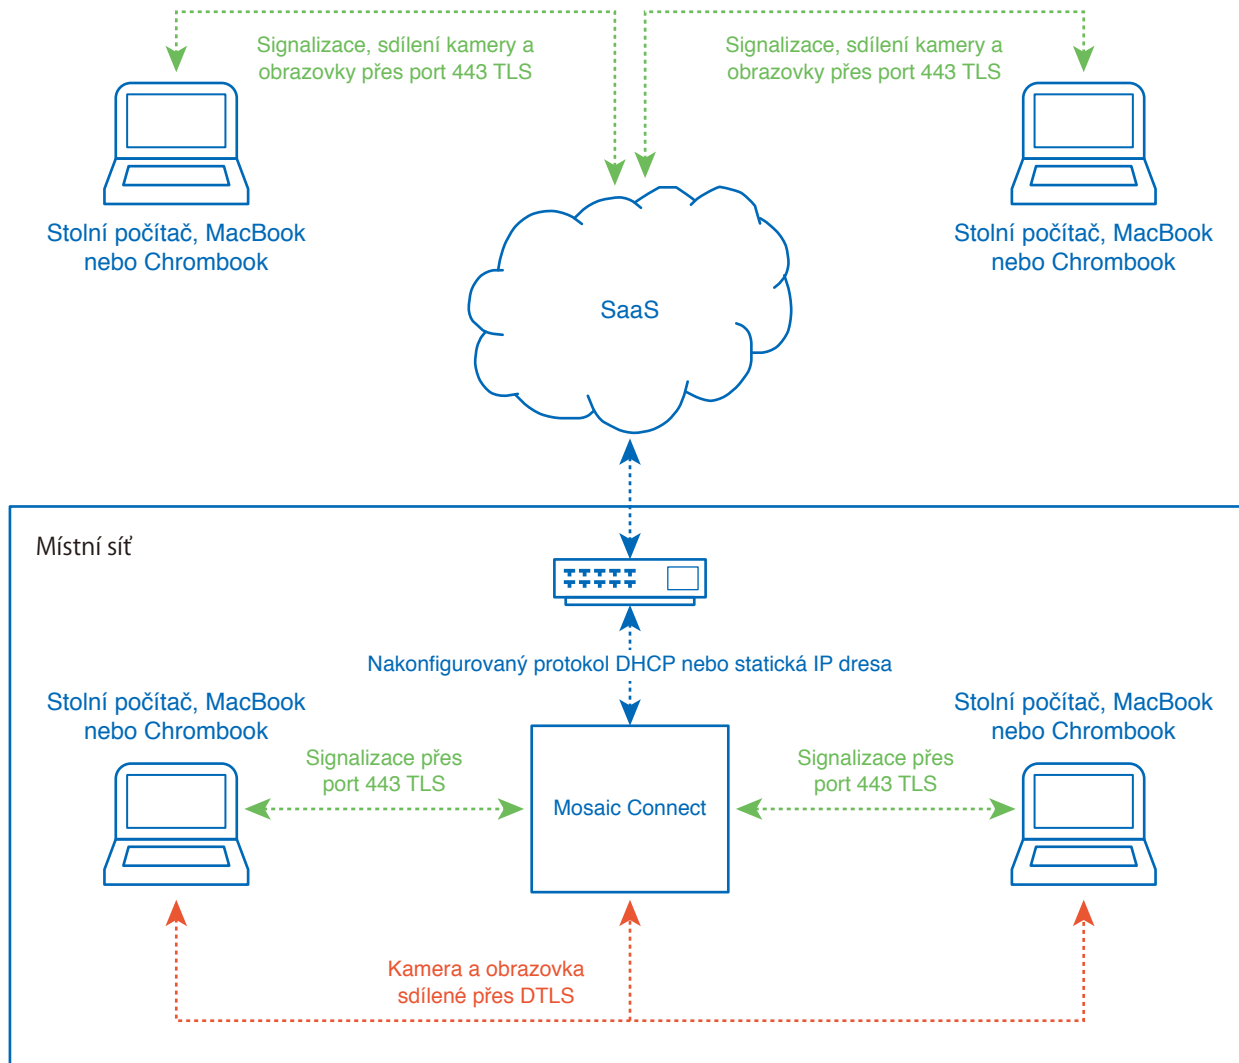 Signalizace, sdílení kamery a
obrazovky přes port 443 TLS
Signalizace, sdílení kamery a
obrazovky přes port 443 TLS
Stolní počítač, MacBook
nebo Chrombook
Stolní počítač, MacBook
nebo Chrombook
SaaS
Místní síť
Nakonfigurovaný protokol DHCP nebo statická IP dresa
Stolní počítač, MacBook
nebo Chrombook
Stolní počítač, MacBook
nebo Chrombook
Signalizace přes
port 443 TLS
Signalizace přes
port 443 TLS
Mosaic Connect
Kamera a obrazovka
sdílené přes DTLS